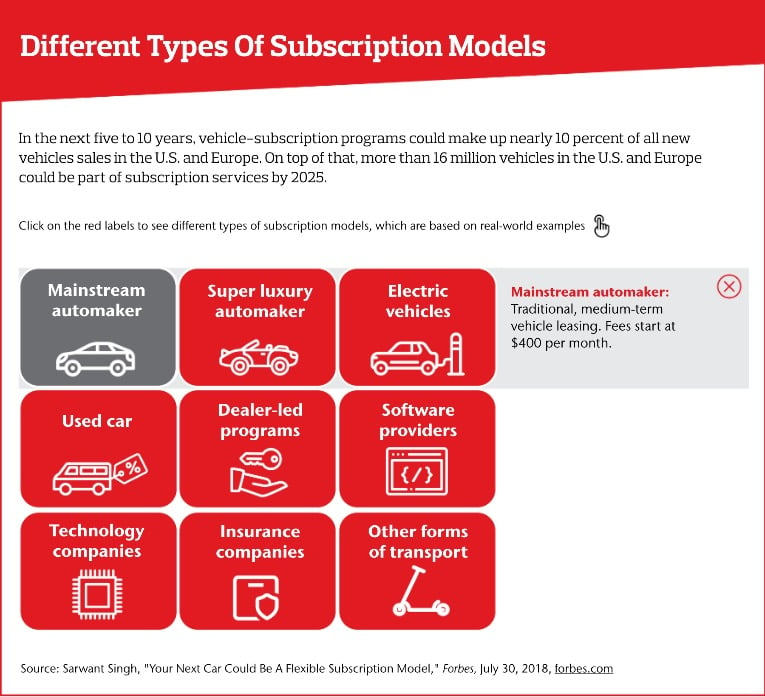 Different Types Of Subscription Models
In the next five to 10 years, vehicle-subscription programs could make up nearly 10 percent of all new
vehicles sales in the U.S. and Europe. On top of that, more than 16 million vehicles in the U.S. and Europe
could be part of subscription services by 2025.
Click on the red labels to see different types of subscription models, which are based on real-world examples
Mainstream
automaker
Super luxury
automaker
Electric
vehicles
Mainstream automaker:
Traditional, medium-term
vehicle leasing. Fees start at
$400 per month.
Used car
%
Dealer-led
programs
Software
providers
</>
Technology
companies
Insurance
companies
Other forms
of transport
Source: Sarwant Singh, "Your Next Car Could Be A Flexible Subscription Model," Forbes, July 30, 2018, forbes.com